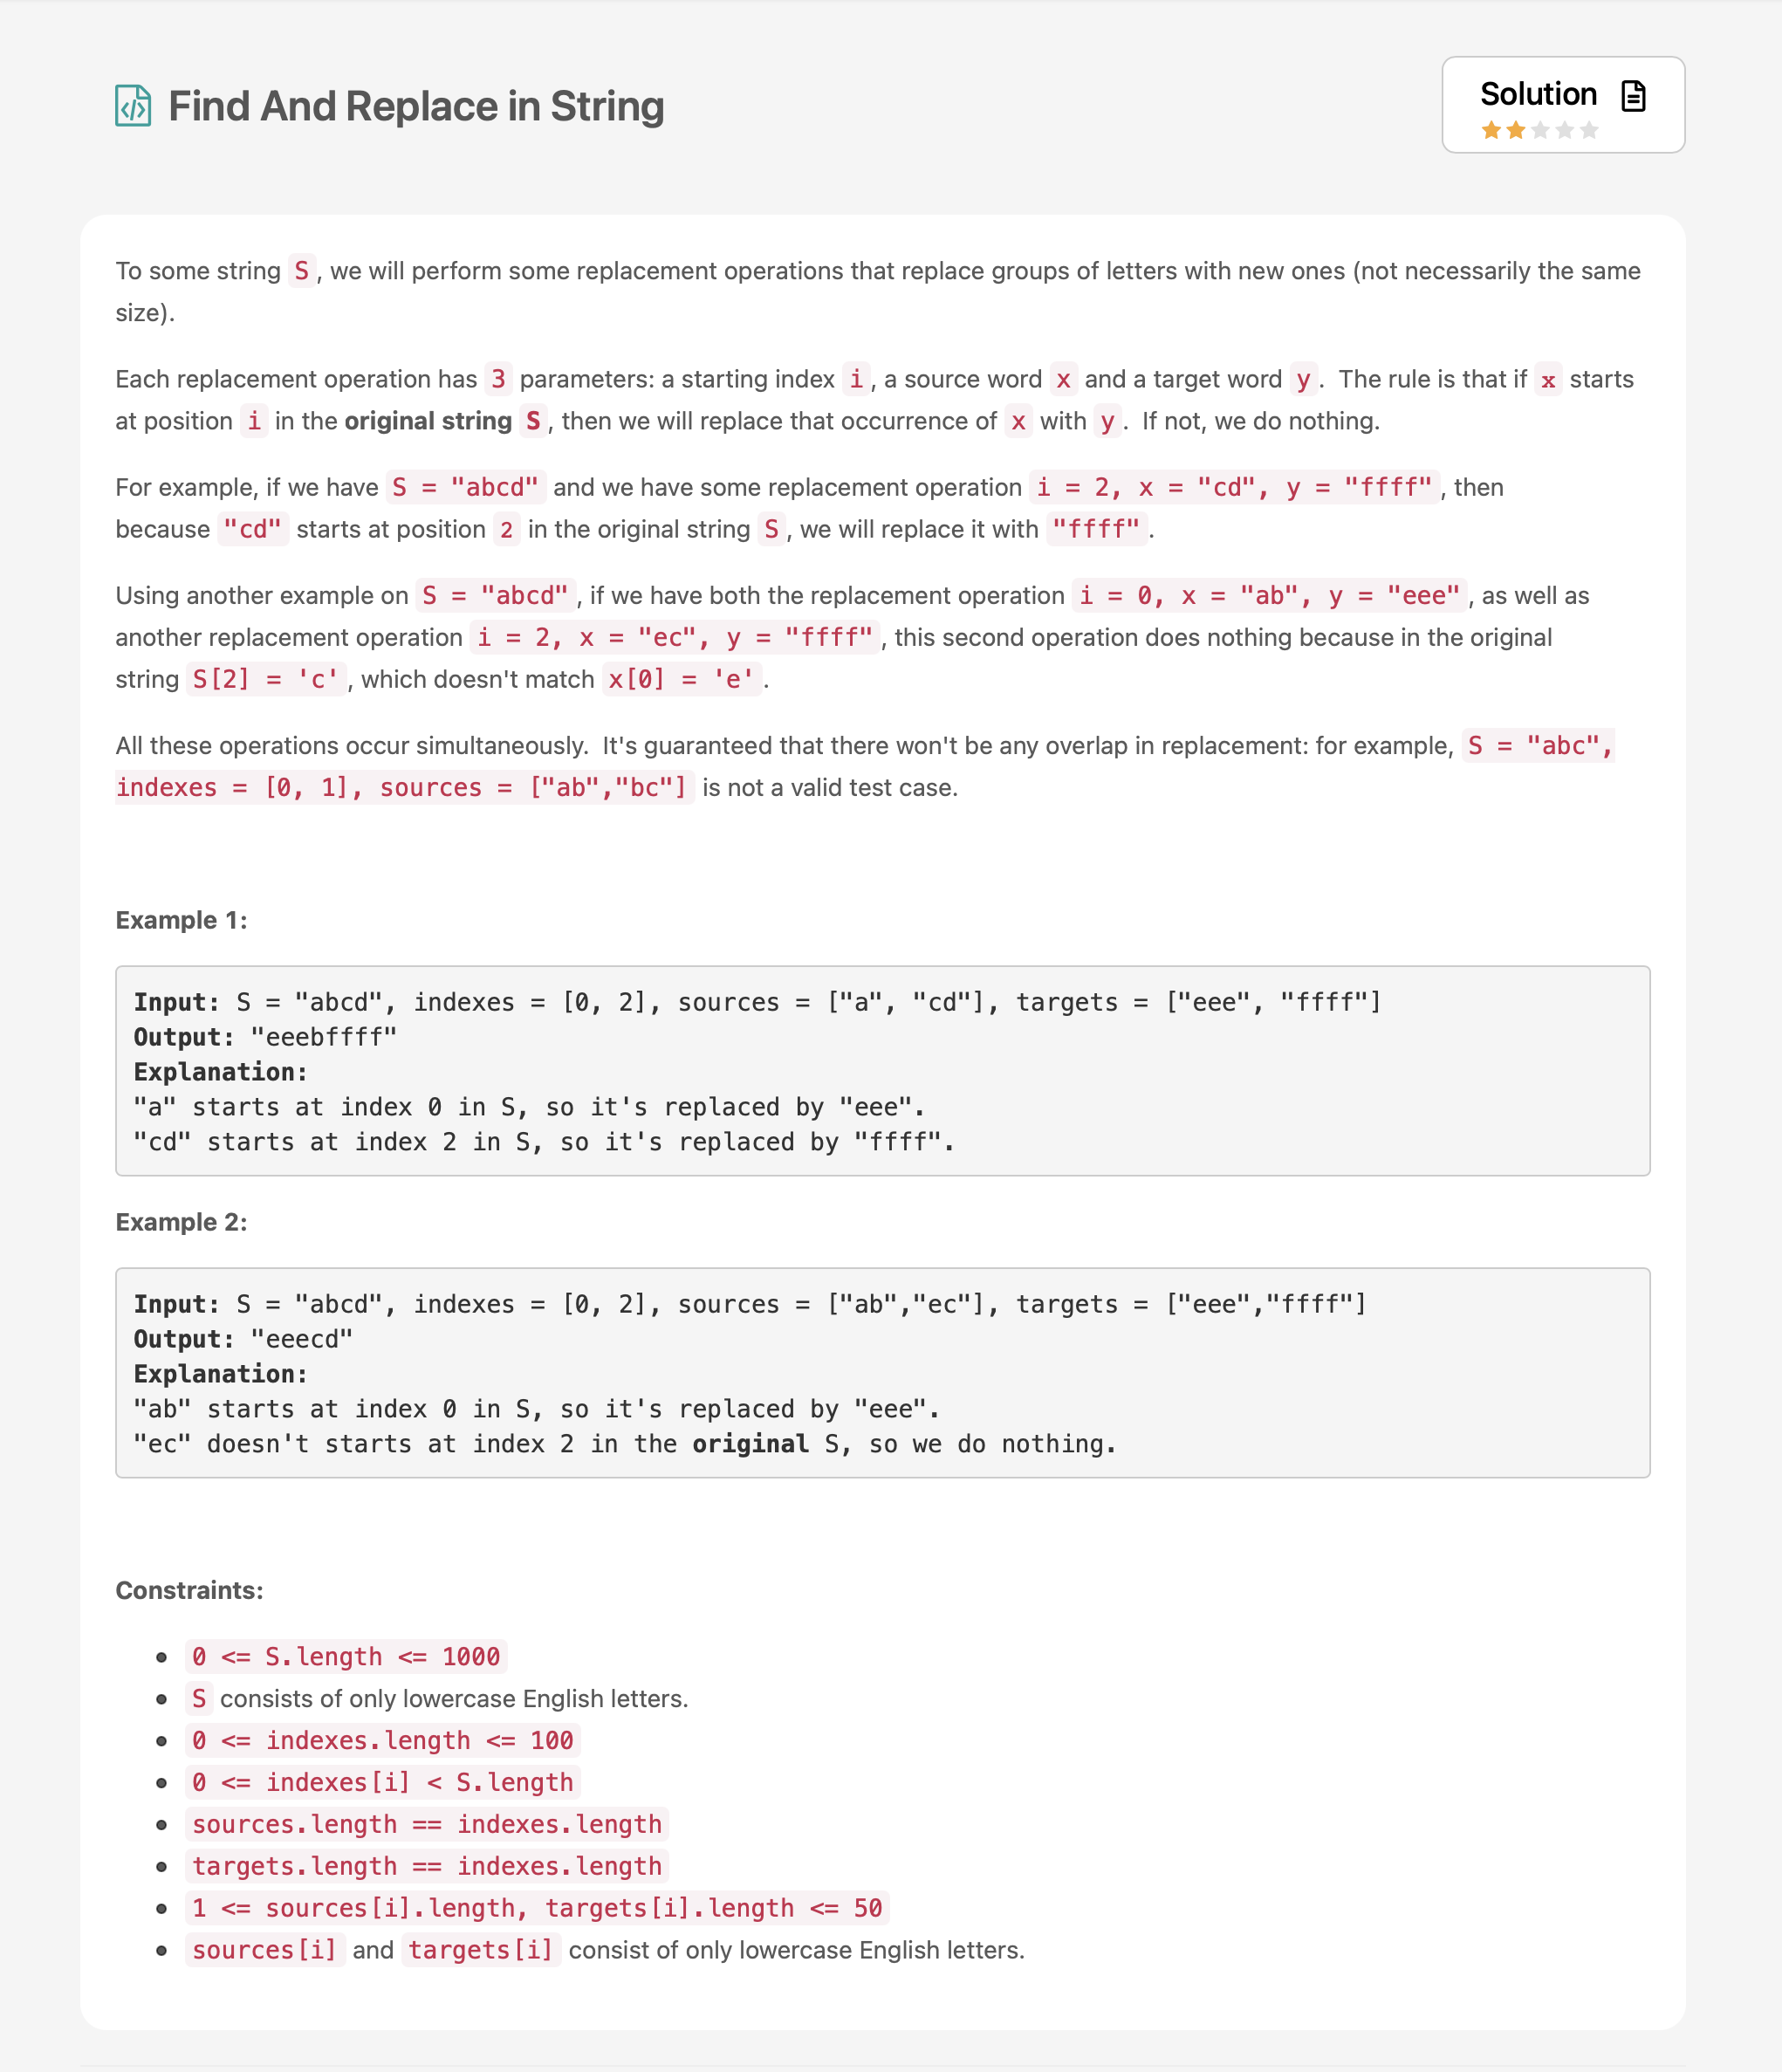 Find And Replace in String
Solution
To some string S, we will perform some replacement operations that replace groups of letters with new ones (not necessarily the same
size).
Each replacement operation has 3 parameters: a starting index i, a source word x and a target word y. The rule is that if x starts
at position i in the original string S, then we will replace that occurrence of x with y. If not, we do nothing.
For example, if we have S = "abcd" and we have some replacement operation i = 2, x = "cd", y = "ffff", then
because "cd" starts at position 2 in the original string S, we will replace it with "ffff".
Using another example on S = "abcd", if we have both the replacement operation i = 0, x = "ab", y = "eee", as well as
another replacement operation i = 2, x = "ec", y = "ffff", this second operation does nothing because in the original
string S[2] = 'c', which doesn't match x[0] = 'e'.
All these operations occur simultaneously. It's guaranteed that there won't be any overlap in replacement: for example, S = "abc",
indexes = [0, 1], sources = ["ab","bc"] is not a valid test case.
Example 1:
Input: S = "abcd", indexes = [0, 2], sources = ["a", "cd"], targets = ["eee", "ffff"]
Output: "eeebffff"
Explanation:
"a" starts at index 0 in S, so it's replaced by "eee".
"cd" starts at index 2 in S, so it's replaced by "ffff".
Example 2:
Input: S = "abcd", indexes = [0, 2], sources = ["ab","ec"], targets = ["eee","ffff"]
Output: "eeecd"
Explanation:
"ab" starts at index 0 in S, so it's replaced by "eee".
"ec" doesn't starts at index 2 in the original S, so we do nothing.
Constraints:
0 <= S.length <= 1000
S consists of only lowercase English letters.
0 <= indexes.length <= 100
0 <= indexes[i] < S.length
sources.length == indexes.length
targets.length == indexes.length
1 <= sources[i].length, targets[i].length <= 50
sources[i] and targets[i] consist of only lowercase English letters.